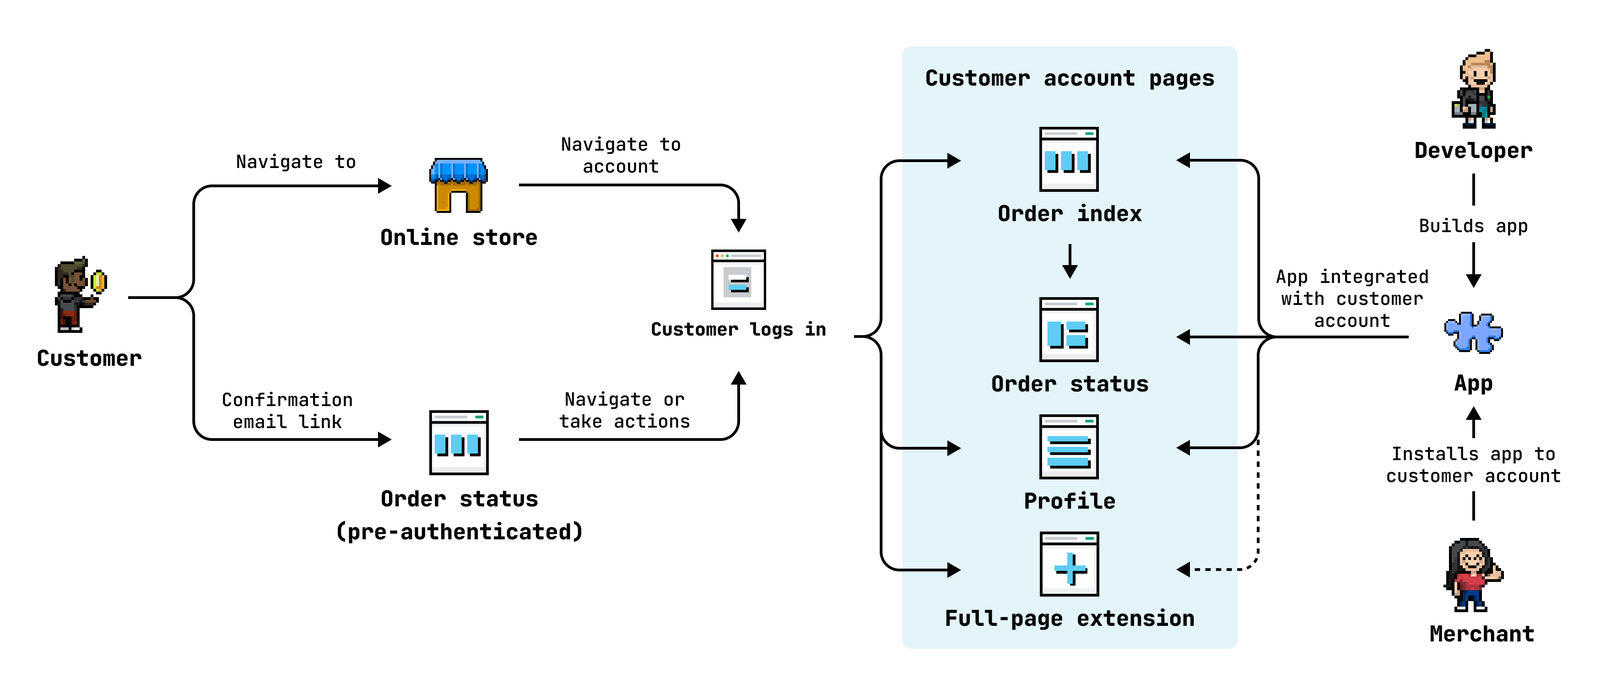 Customer account pages
Navigate to
Navigate to
account
Online store
Customer
Confirmation
email link
Order status
(pre-authenticated)
Navigate or
take actions
Customer logs in
Order index
Order status
Profile
Full-page extension
App integrated
with customer
account
Developer
Builds app
App
Installs app to
customer account
Merchant